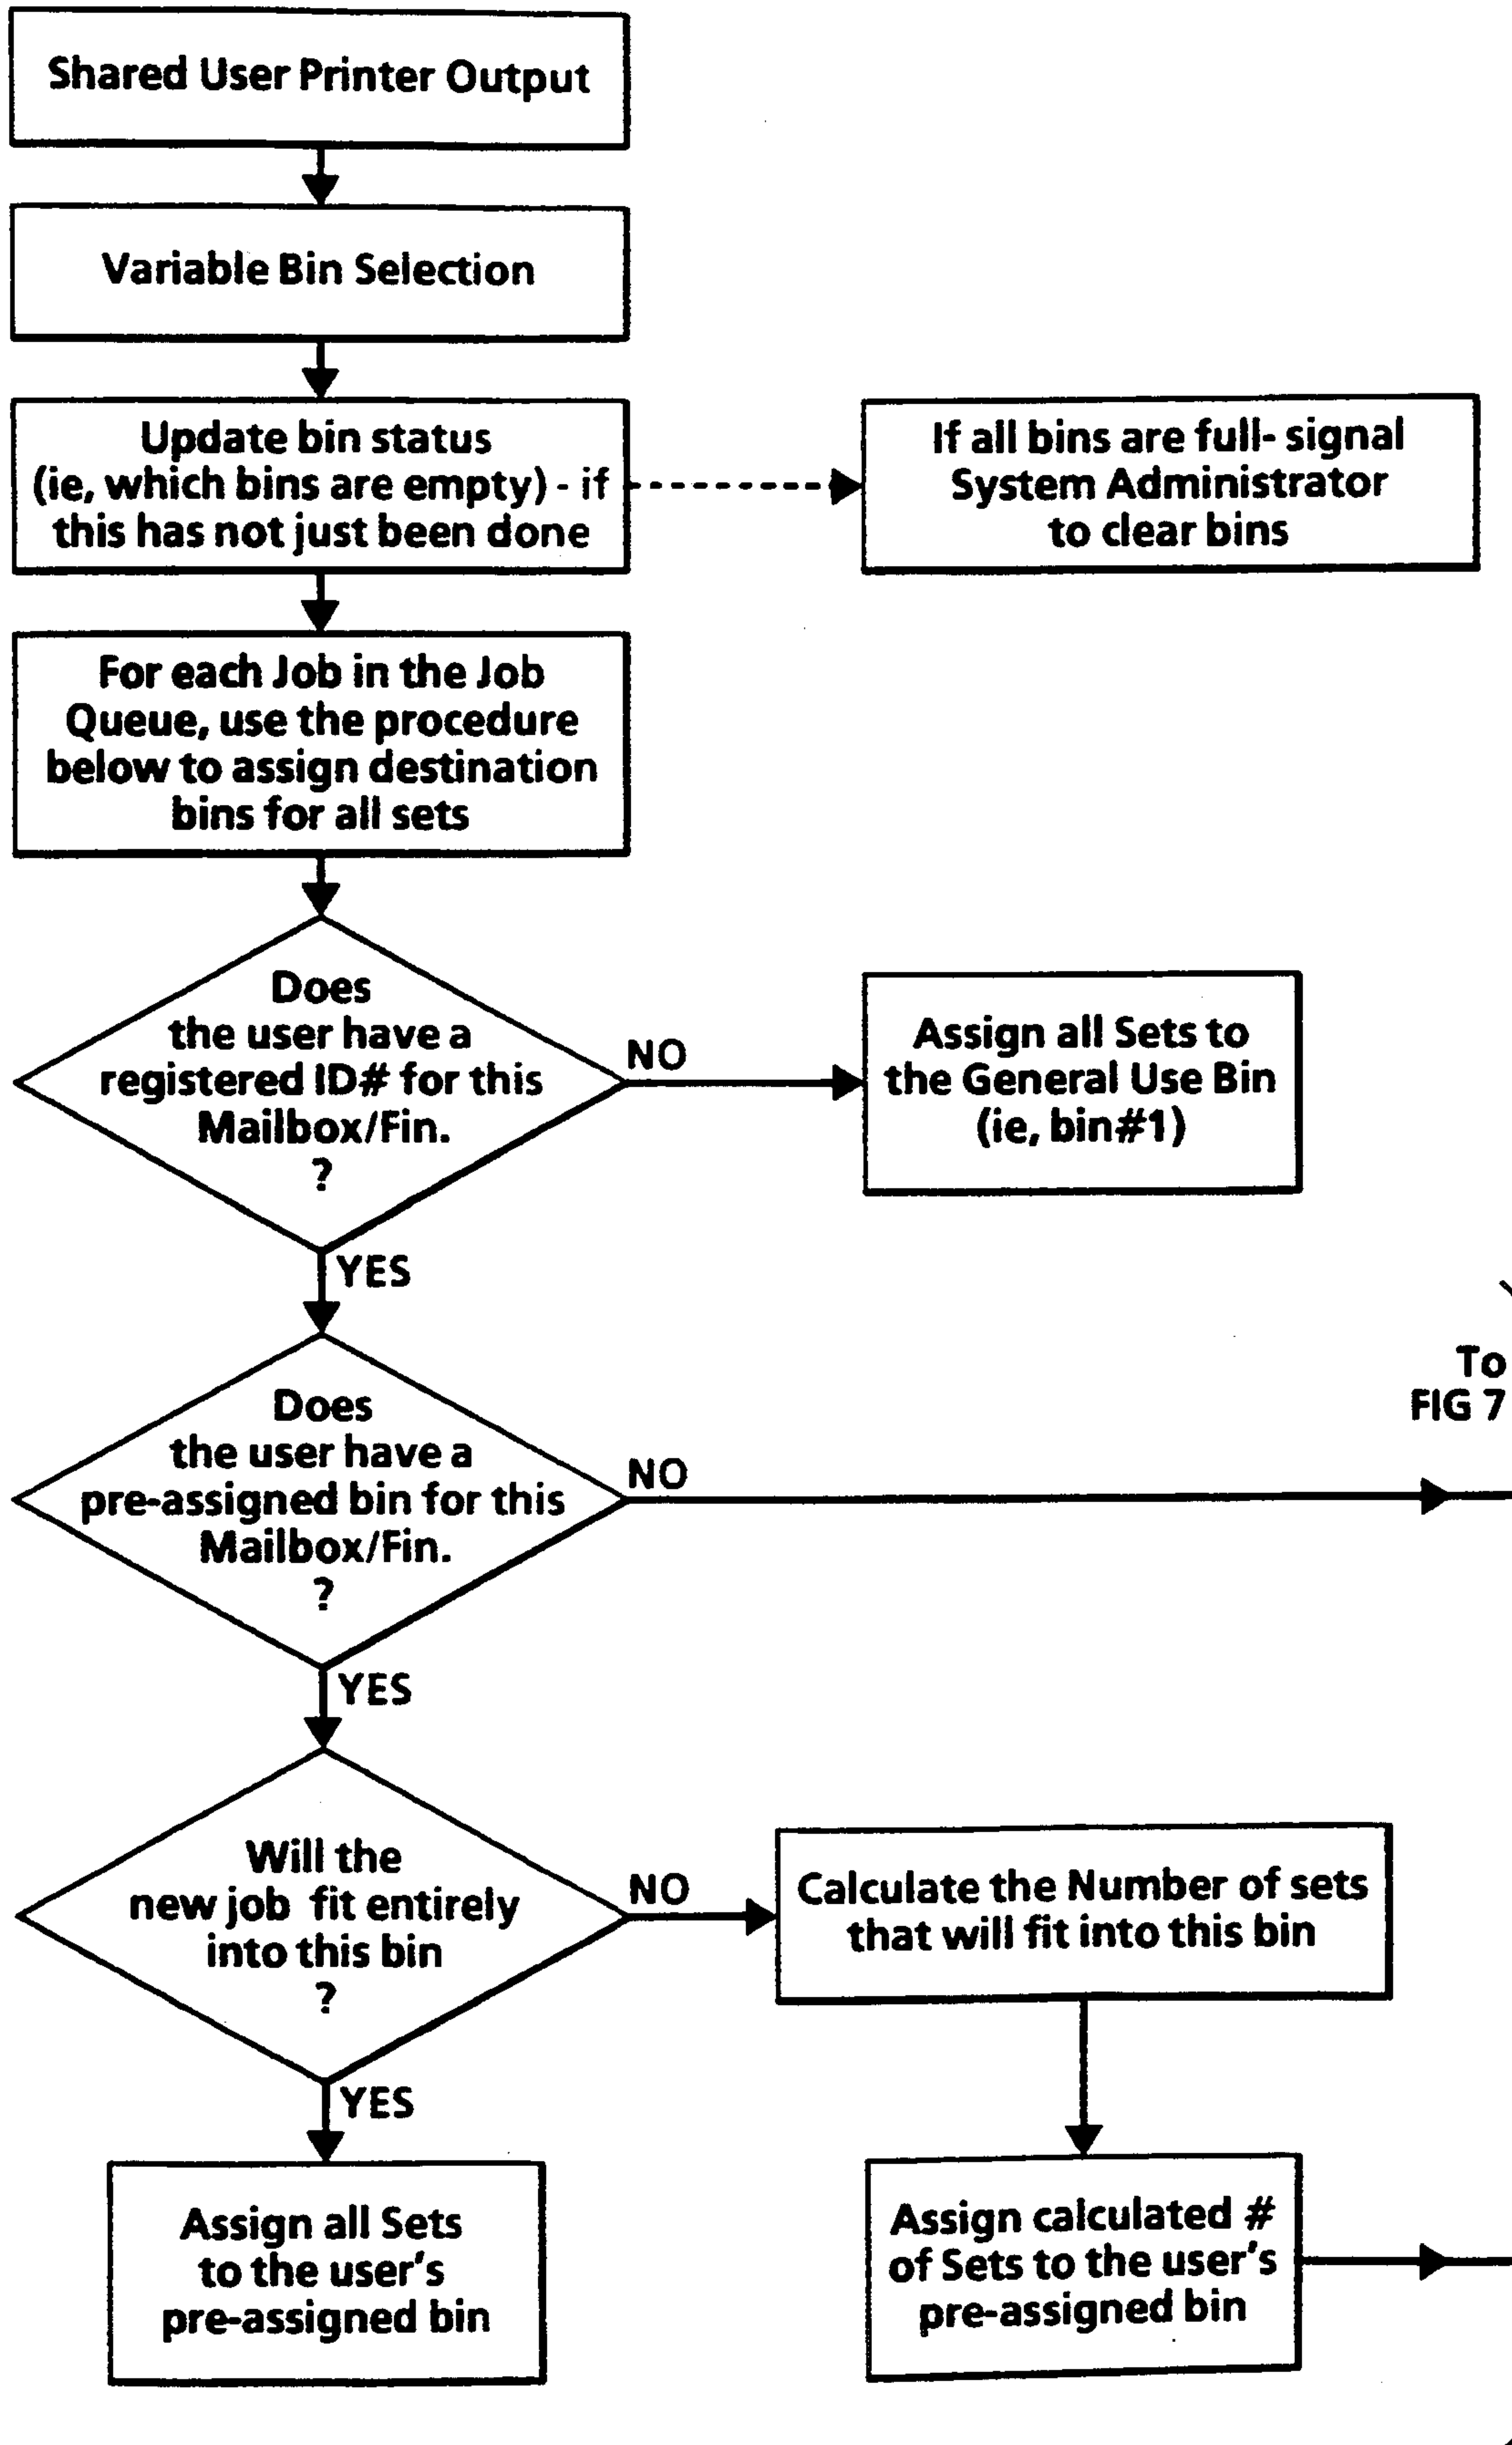 Shared User Printer Output
Variable Bin Selection
Update bin status
(ie, which bins are empty) - if
this has not just been done
If all bins are full- signal
System Administrator
to clear bins
For each Job in the Job
Queue, use the procedure
below to assign destination
bins for all sets
Does
the user have a
registered ID# for this
Mailbox/Fin.
?
NO
Assign all Sets to
the General Use Bin
(ie, bin#1)
YES
Does
the user have a
pre-assigned bin for this
Mailbox/Fin.
?
NO
To
FIG 7
YES
Will the
new job fit entirely
into this bin
?
NO
Calculate the Number of sets
that will fit into this bin
YES
Assign all Sets
to the user's
pre-assigned bin
Assign calculated #
of Sets to the user's
pre-assigned bin